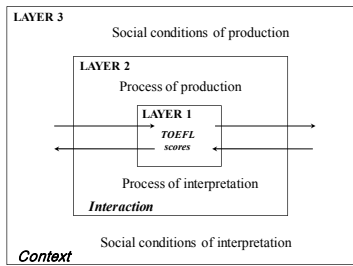 LAYER 3
Social conditions of production
LAYER 2
Process of production
LAYER 1
TOEFL
scores
Process of interpretation
Interaction
Social conditions of interpretation
Context